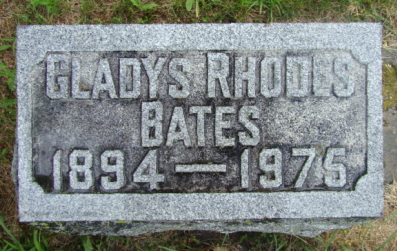 GLADYS RHODES
BATES
1894 — 1975